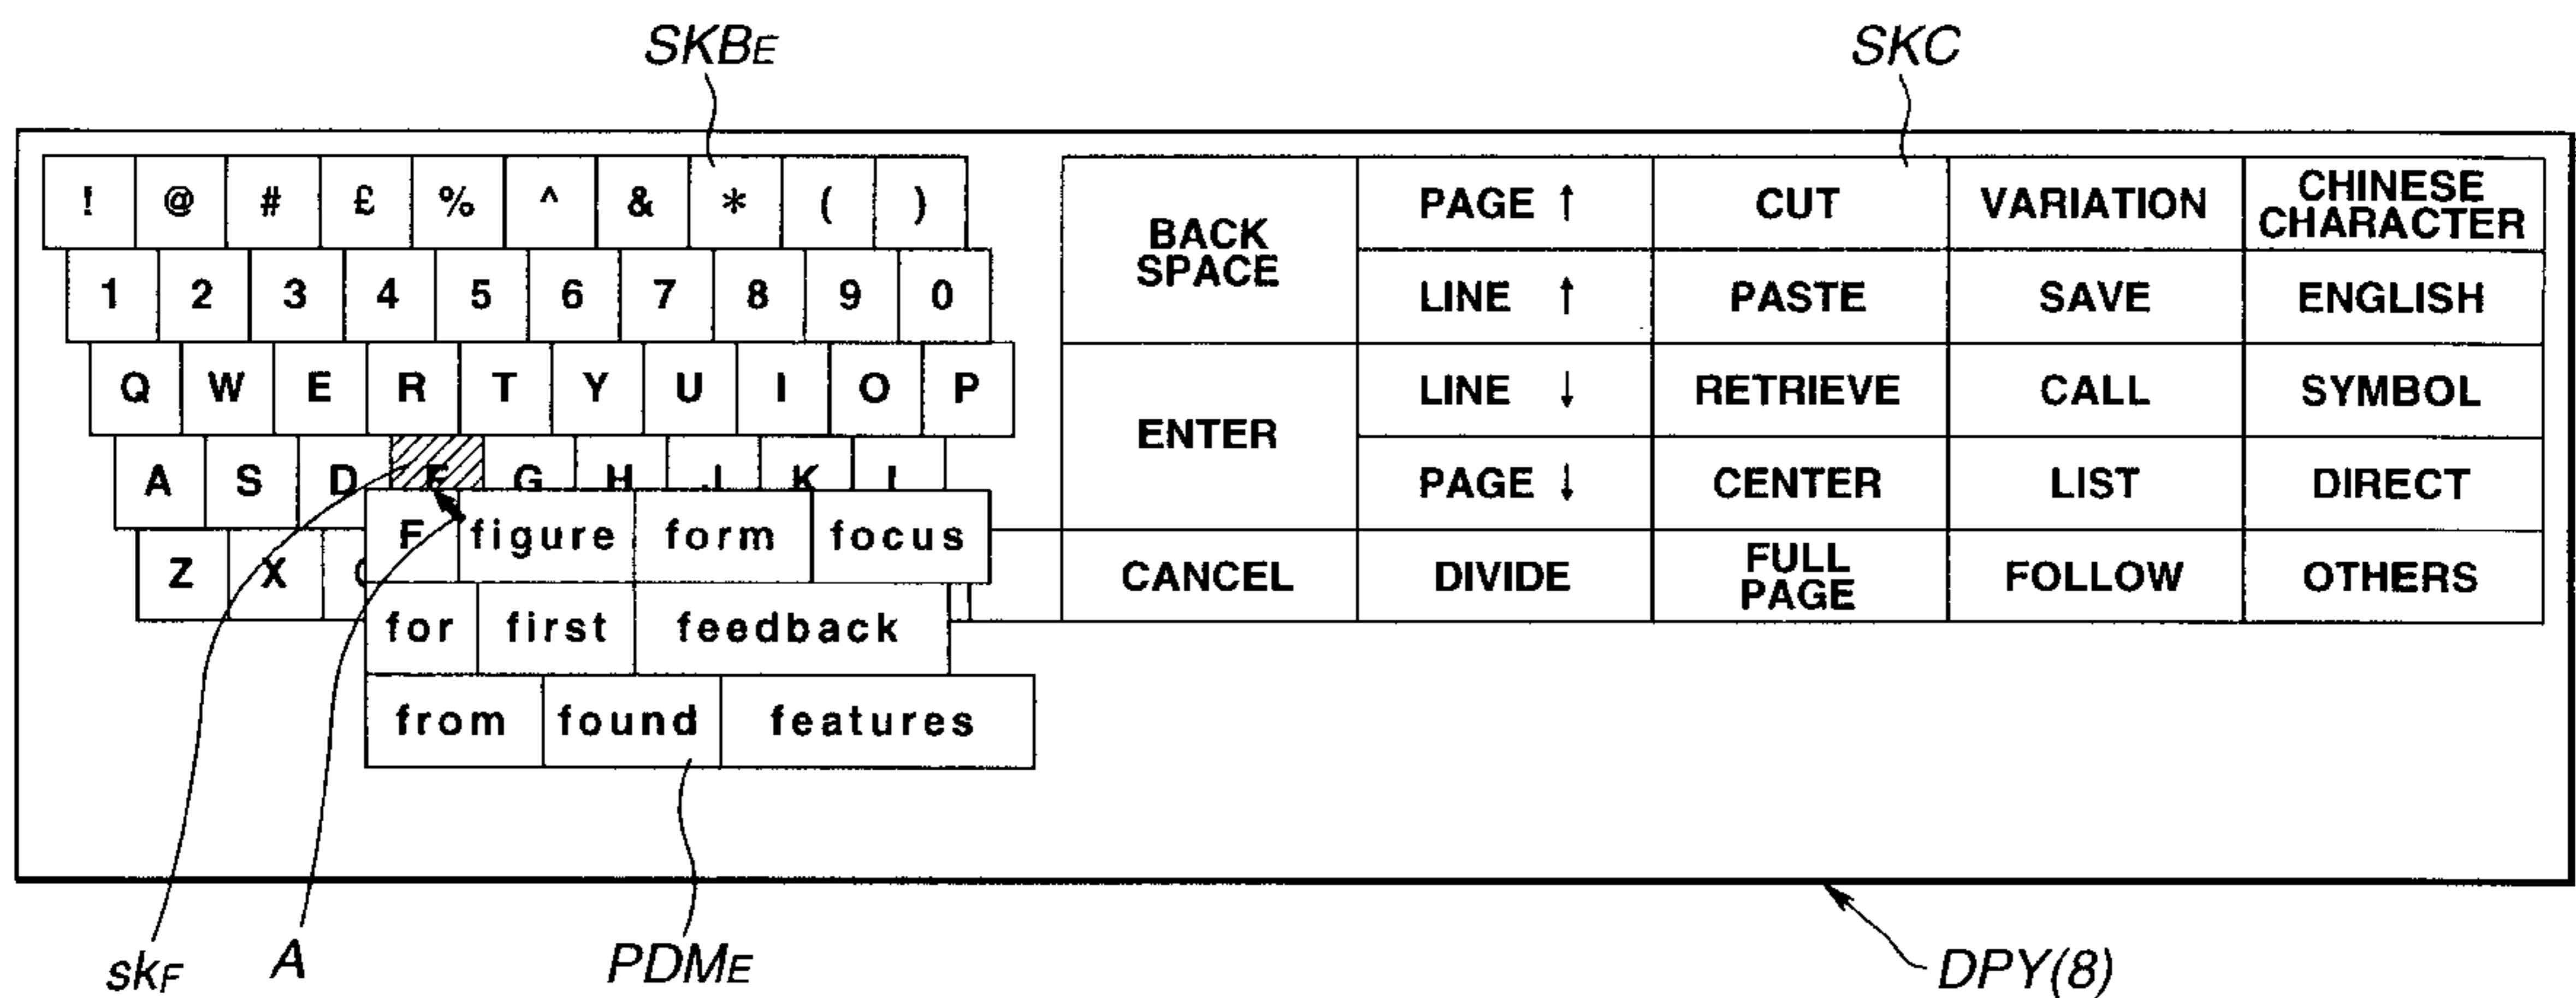 SKBE SKC
! @ # £ % ^ & * ( )
1 2 3 4 5 6 7 8 9 0
Q W E R T Y U I O P
A S D F G H J K L
Z X
F figure form focus
for first feedback
from found features
BACK SPACE PAGE ↑ CUT VARIATION CHINESE CHARACTER
LINE ↑ PASTE SAVE ENGLISH
ENTER LINE ↓ RETRIEVE CALL SYMBOL
PAGE ↓ CENTER LIST DIRECT
CANCEL DIVIDE FULL PAGE FOLLOW OTHERS
skF A PDME DPY(8)